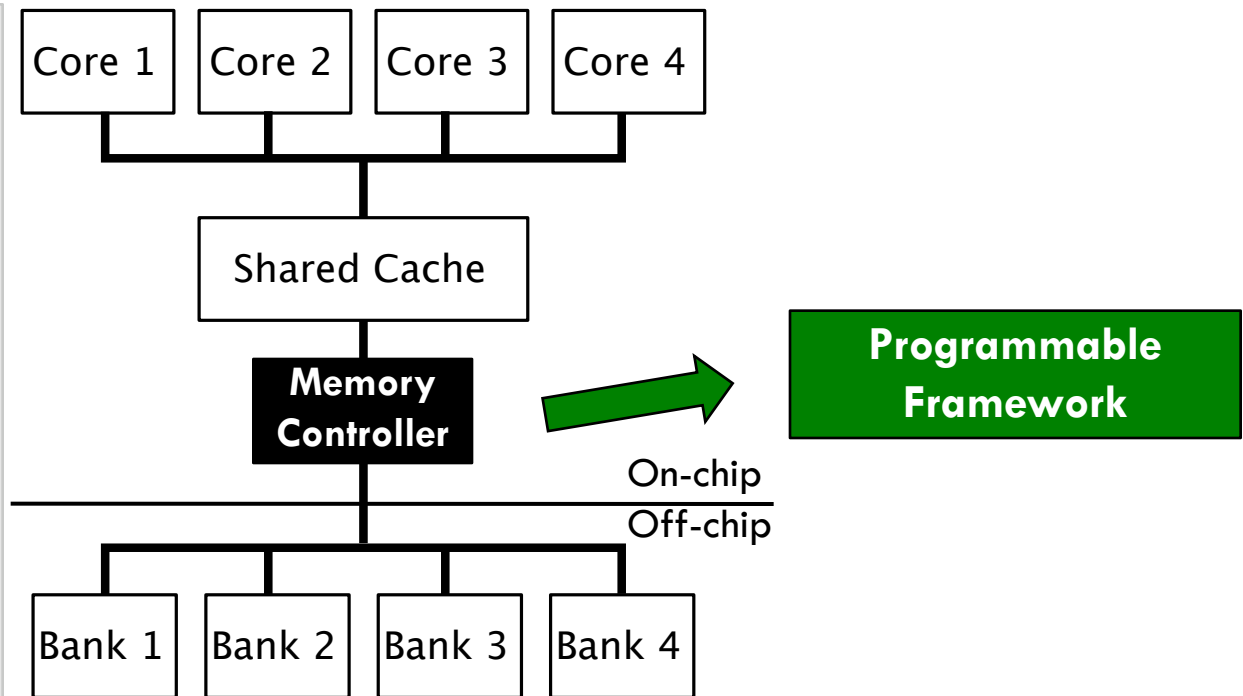 Core 1
Core 2
Core 3
Core 4
Shared Cache
Memory
Controller
Programmable
Framework
On-chip
Off-chip
Bank 1
Bank 2
Bank 3
Bank 4